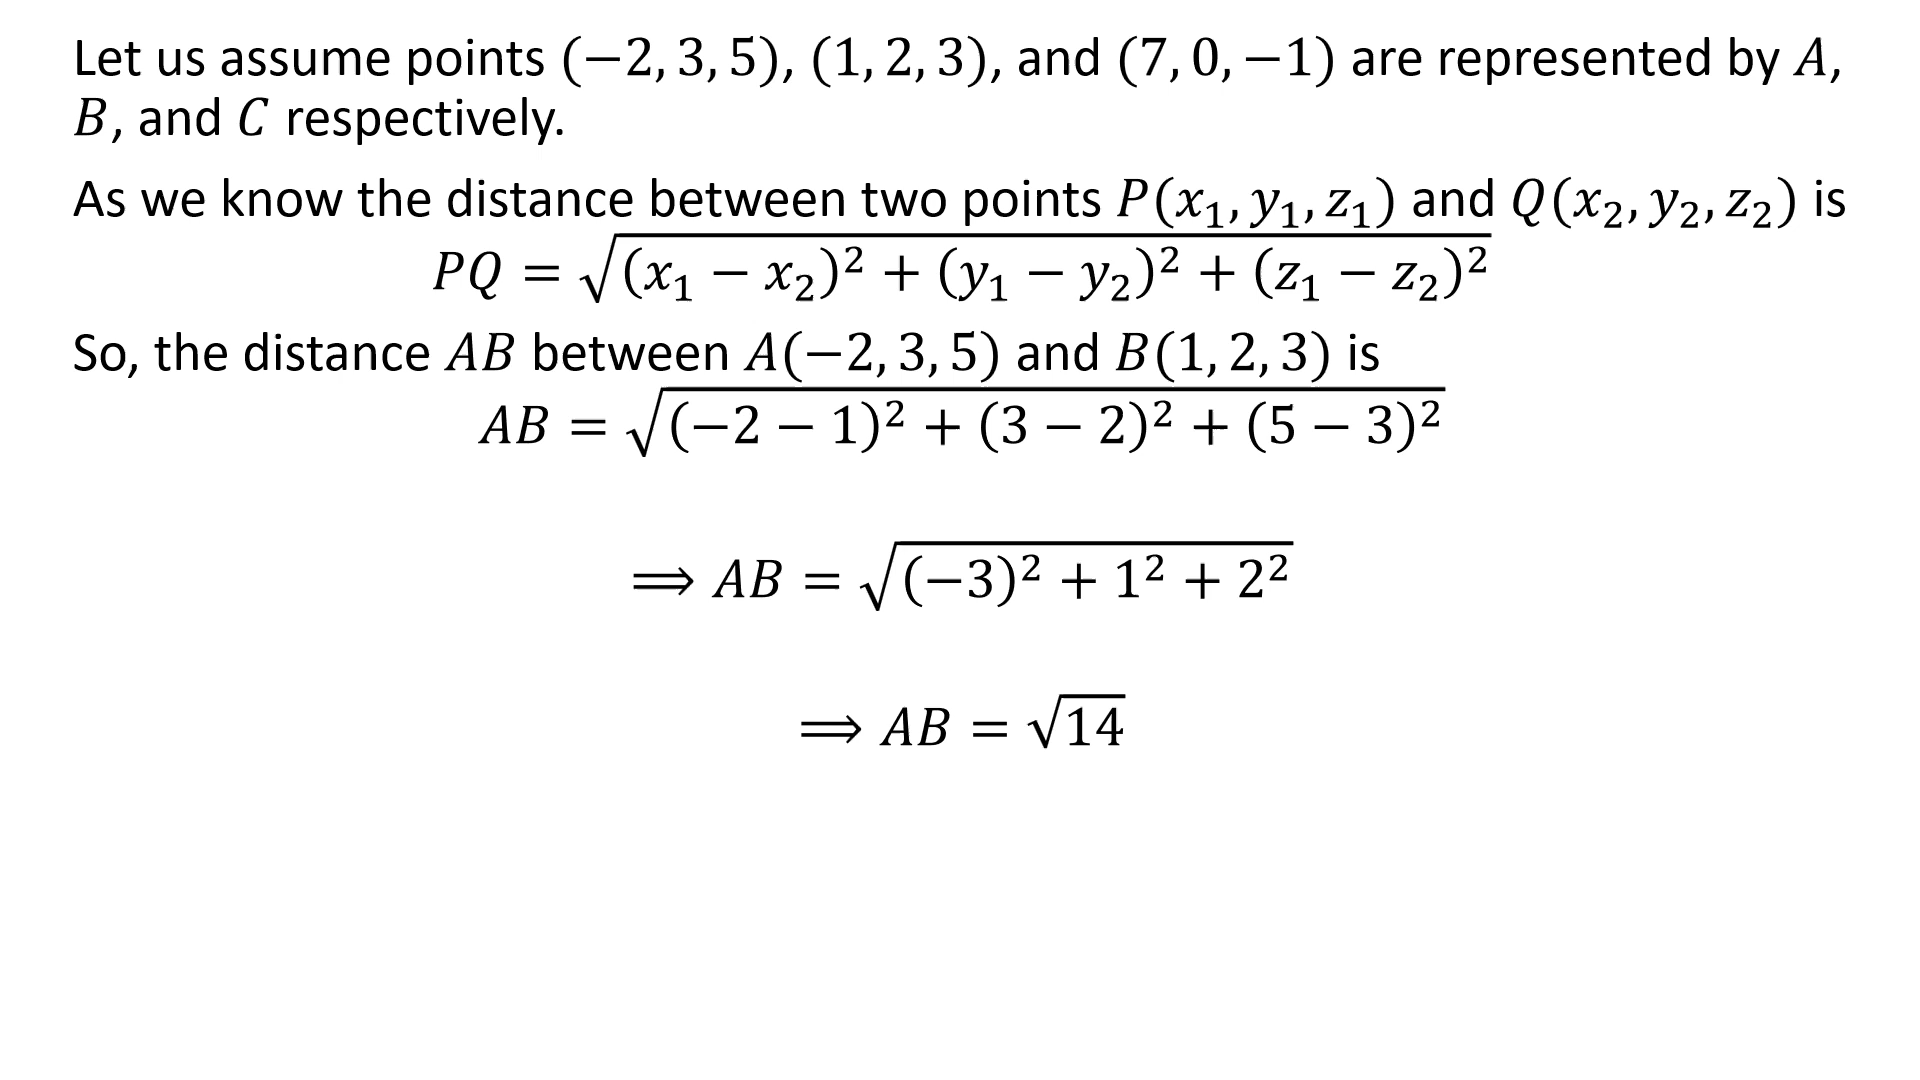 Let us assume points (−2, 3, 5), (1, 2, 3), and (7, 0, −1) are represented by A,
B, and C respectively.
As we know the distance between two points P(x₁, y₁, z₁) and Q(x₂, y₂, z₂) is
PQ = √((x₁ − x₂)² + (y₁ − y₂)² + (z₁ − z₂)²)
So, the distance AB between A(−2, 3, 5) and B(1, 2, 3) is
AB = √((−2 − 1)² + (3 − 2)² + (5 − 3)²)
⟹ AB = √((−3)² + 1² + 2²)
⟹ AB = √14